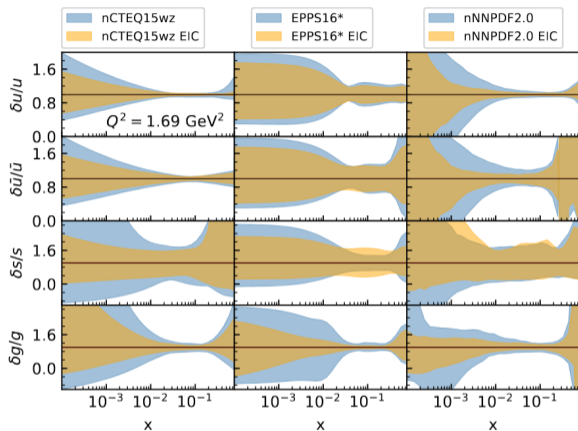 nCTEQ15wz
nCTEQ15wz EIC
EPPS16*
EPPS16* EIC
nNNPDF2.0
nNNPDF2.0 EIC
δu/u
1.6
0.8
0.0
Q² = 1.69 GeV²
δū/ū
1.6
0.8
0.0
δs/s
1.6
0.0
δg/g
1.6
0.0
10⁻³ 10⁻² 10⁻¹ 10⁻³ 10⁻² 10⁻¹ 10⁻³ 10⁻² 10⁻¹
x x x